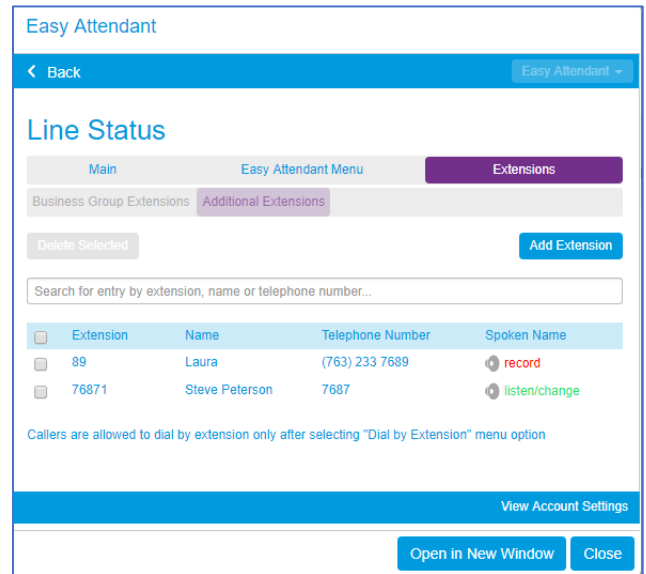 Easy Attendant
Back Easy Attendant
Line Status
Main Easy Attendant Menu Extensions
Business Group Extensions Additional Extensions
Delete Selected Add Extension
Search for entry by extension, name or telephone number...
Extension Name Telephone Number Spoken Name
89 Laura (763) 233 7689 record
76871 Steve Peterson 7687 listen/change
Callers are allowed to dial by extension only after selecting "Dial by Extension" menu option
View Account Settings
Open in New Window Close